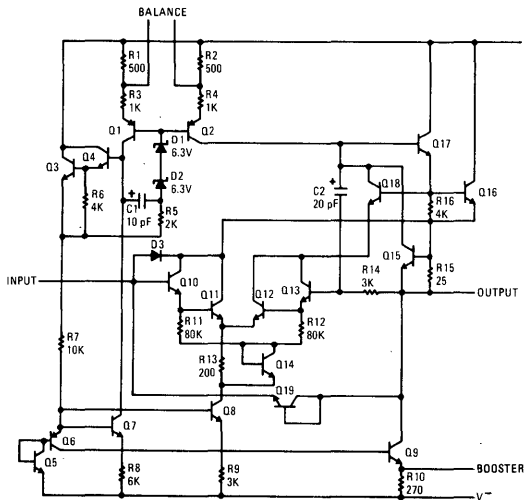 BALANCE
R1
500
R2
500
R3
1K
R4
1K
Q1
Q2
D1
6.3V
Q17
Q3
Q4
D2
6.3V
C2
20 pF
Q18
Q16
R6
4K
C1
10 pF
R5
2K
R16
4K
D3
Q15
INPUT
Q10
Q11
Q12
Q13
R14
3K
R15
25
OUTPUT
R11
80K
R12
80K
R7
10K
R13
200
Q14
Q19
Q8
Q6
Q7
Q9
Q5
BOOSTER
R8
6K
R9
3K
R10
270
V−